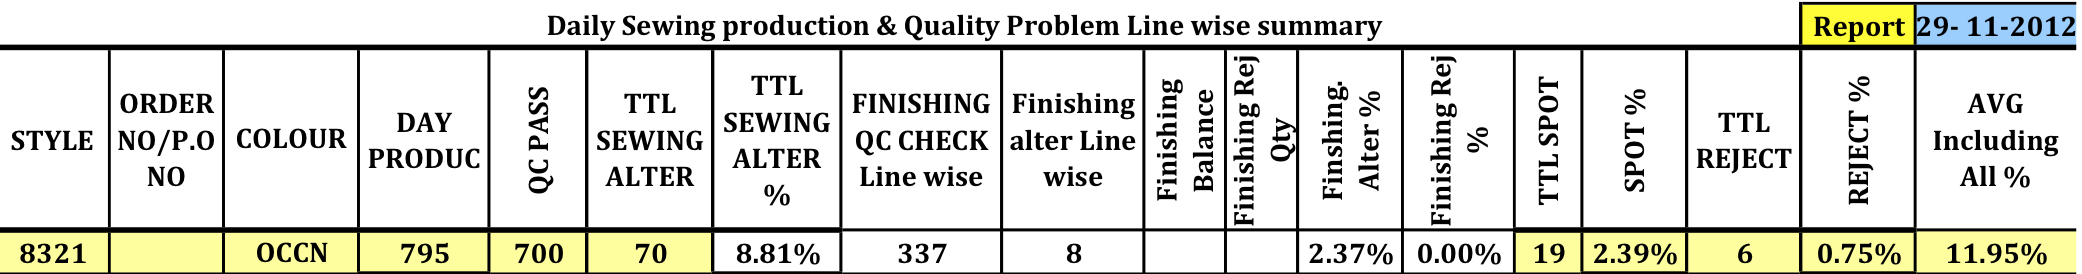 Daily Sewing production & Quality Problem Line wise summary Report 29- 11-2012
STYLE
ORDER
NO/P.O
NO
COLOUR
DAY
PRODUC
QC PASS
TTL
SEWING
ALTER
TTL
SEWING
ALTER
%
FINISHING
QC CHECK
Line wise
Finishing
alter Line
wise
Finishing
Balance
Finishing Rej
Qty
Finshing.
Alter %
Finishing Rej
%
TTL SPOT
SPOT %
TTL
REJECT
REJECT %
AVG
Including
All %
8321 OCCN 795 700 70 8.81% 337 8 2.37% 0.00% 19 2.39% 6 0.75% 11.95%